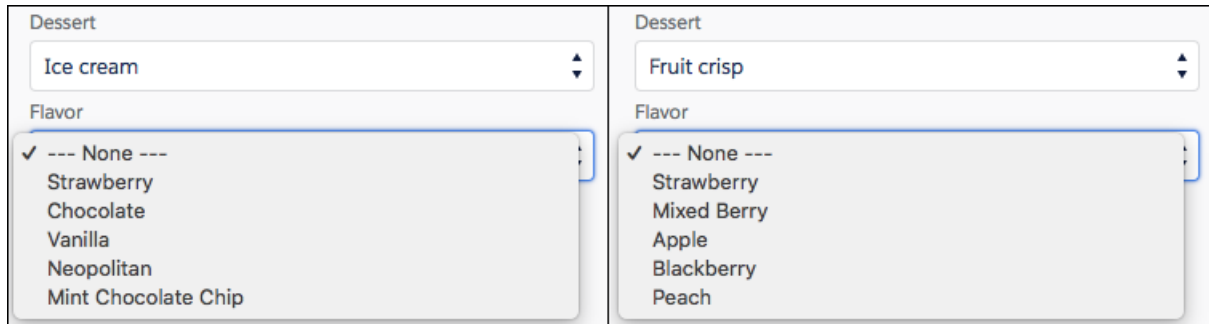 Dessert
Ice cream
Flavor
--- None ---
Strawberry
Chocolate
Vanilla
Neopolitan
Mint Chocolate Chip
Dessert
Fruit crisp
Flavor
--- None ---
Strawberry
Mixed Berry
Apple
Blackberry
Peach